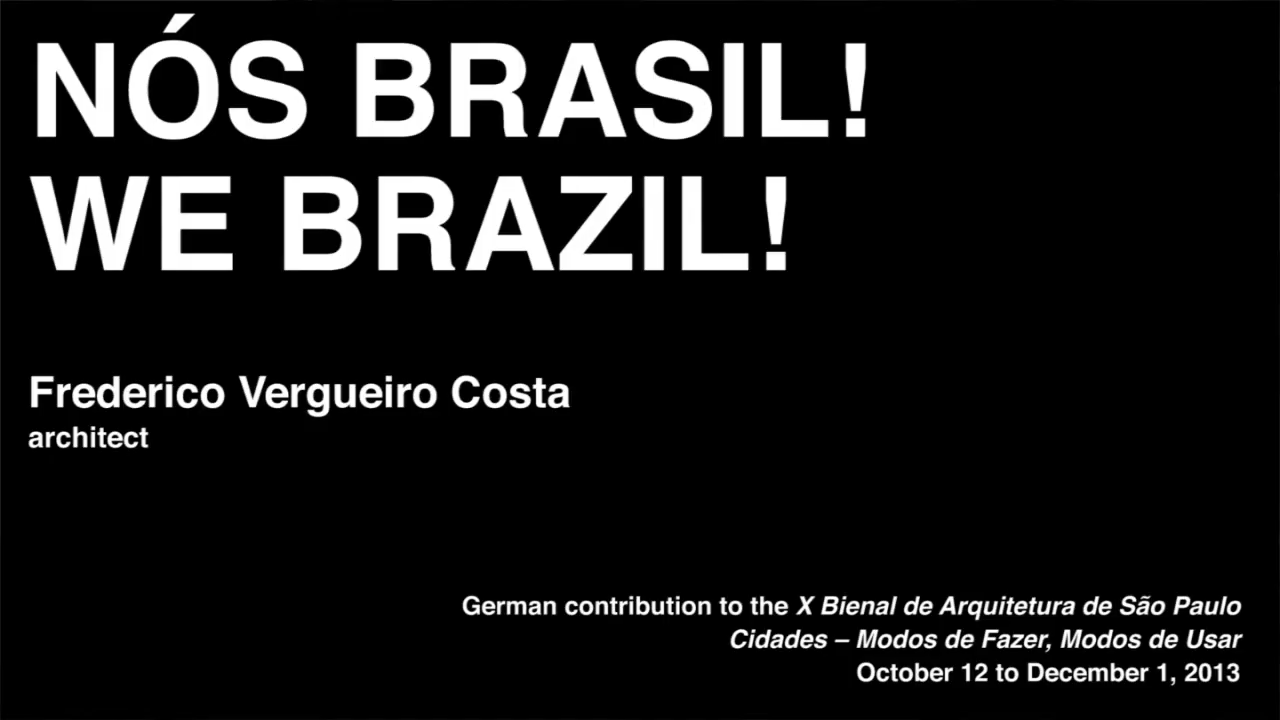 NÓS BRASIL!
WE BRAZIL!
Frederico Vergueiro Costa
architect
German contribution to the X Bienal de Arquitetura de São Paulo
Cidades – Modos de Fazer, Modos de Usar
October 12 to December 1, 2013